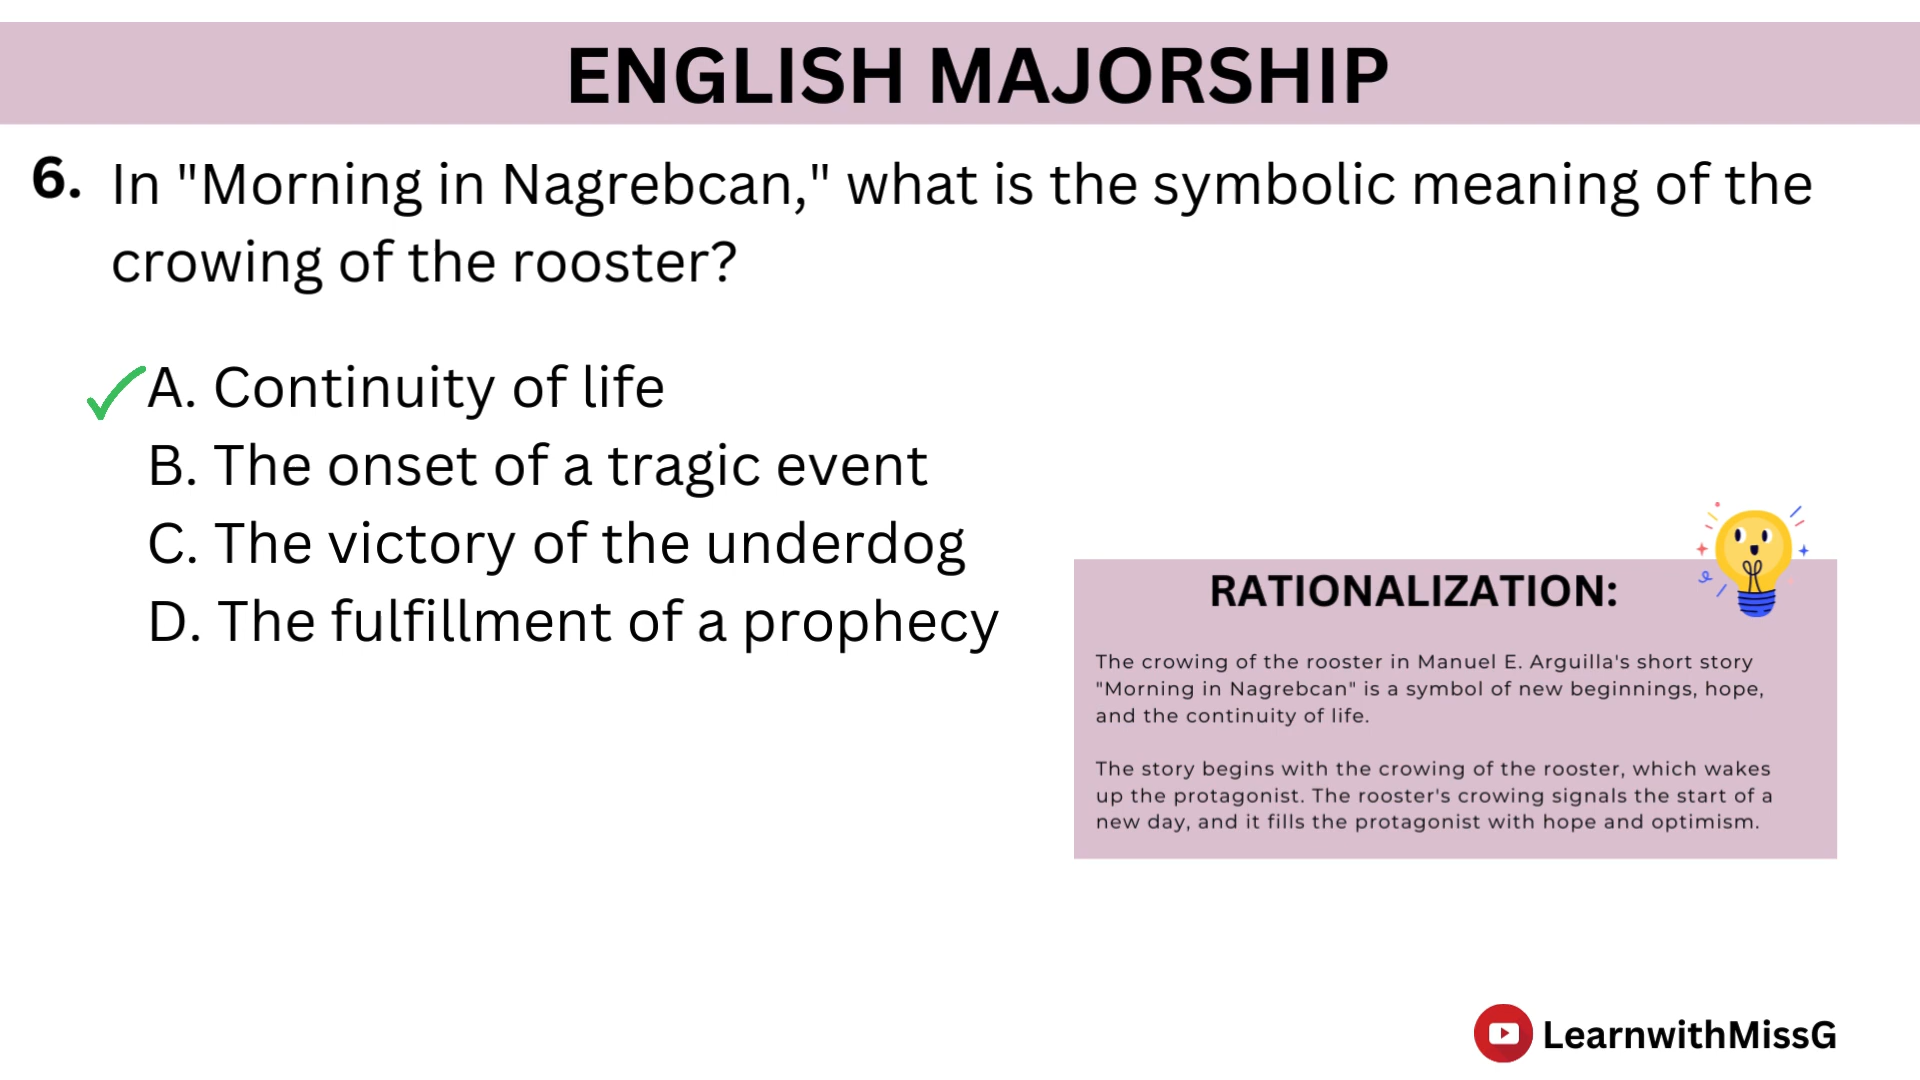 ENGLISH MAJORSHIP
6. In "Morning in Nagrebcan," what is the symbolic meaning of the
crowing of the rooster?
A. Continuity of life
B. The onset of a tragic event
C. The victory of the underdog
D. The fulfillment of a prophecy
RATIONALIZATION:
The crowing of the rooster in Manuel E. Arguilla's short story
"Morning in Nagrebcan" is a symbol of new beginnings, hope,
and the continuity of life.
The story begins with the crowing of the rooster, which wakes
up the protagonist. The rooster's crowing signals the start of a
new day, and it fills the protagonist with hope and optimism.
LearnwithMissG